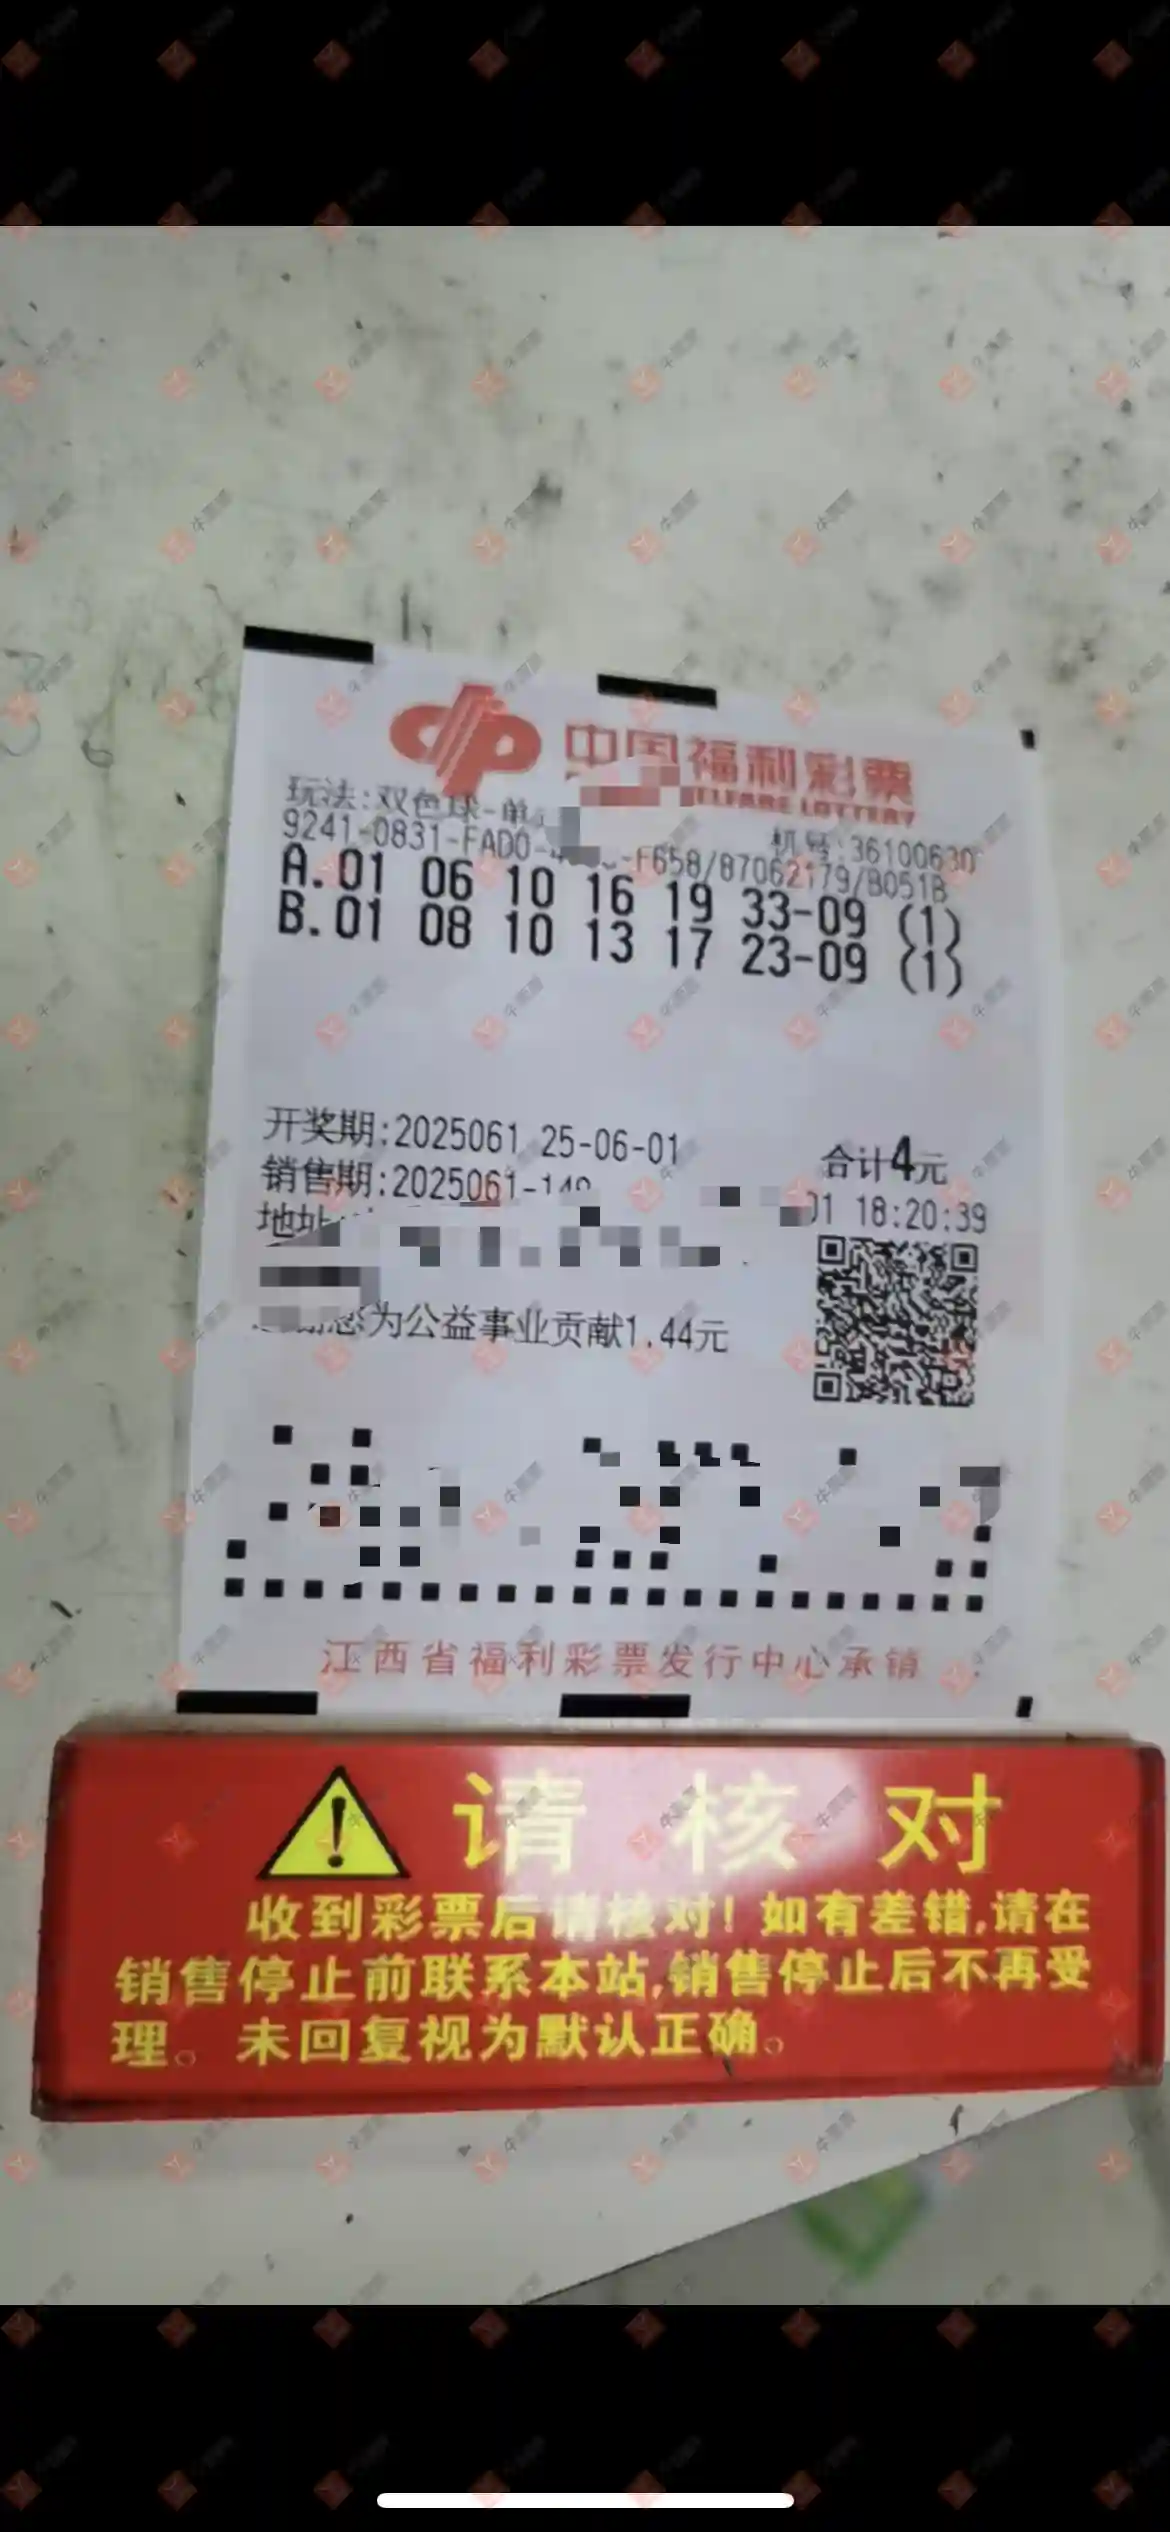 中国福利彩票
玩法:双色球-单
机号:36100630
9241-0831-FAD0- -F658/87062179/B051B
A.01 06 10 16 19 33-09 (1)
B.01 08 10 13 17 23-09 (1)
开奖期:2025061 25-06-01
合计4元
销售期:2025061-
01 18:20:39
地址:
为公益事业贡献1.44元
江西省福利彩票发行中心承销
请核对
收到彩票后请核对!如有差错,请在
销售停止前联系本站,销售停止后不再受
理。未回复视为默认正确。